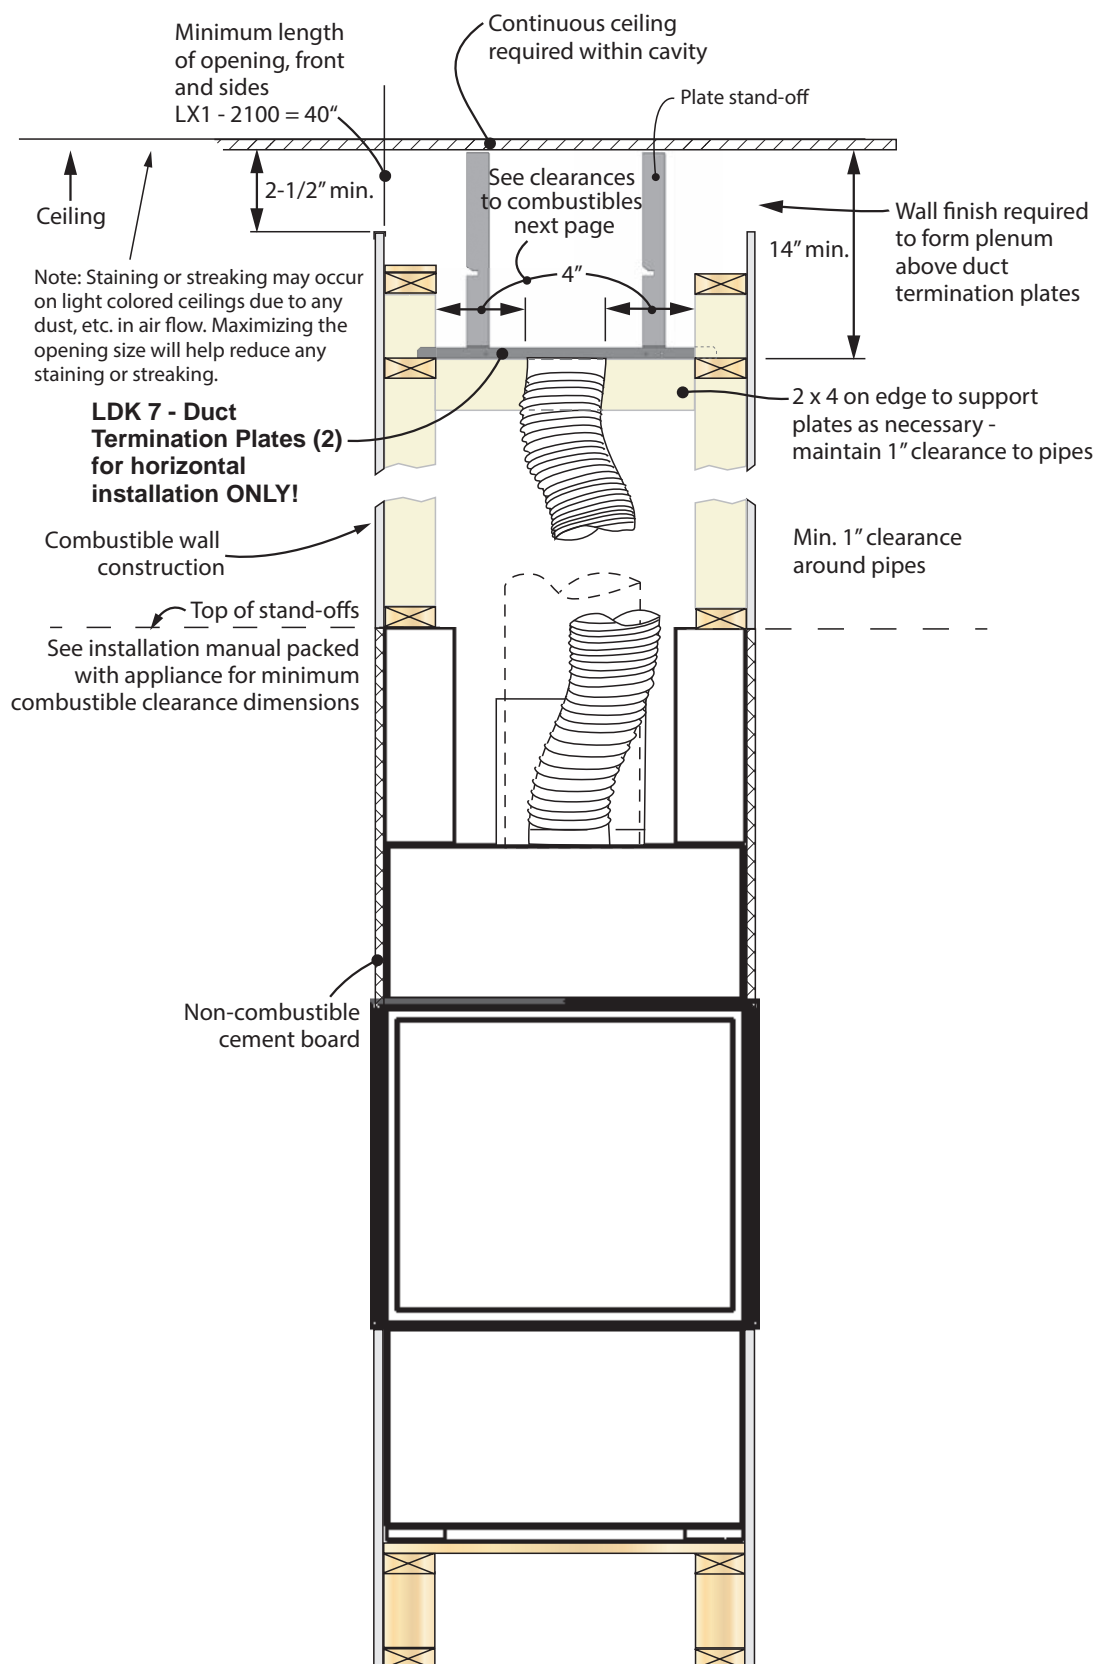 Minimum length
of opening, front
and sides
LX1 - 2100 = 40“
Continuous ceiling
required within cavity
Plate stand-off
Ceiling
2-1/2” min.
See clearances
to combustibles
next page
4”
14” min.
Wall finish required
to form plenum
above duct
termination plates
Note: Staining or streaking may occur
on light colored ceilings due to any
dust, etc. in air flow. Maximizing the
opening size will help reduce any
staining or streaking.
LDK 7 - Duct
Termination Plates (2)
for horizontal
installation ONLY!
2 x 4 on edge to support
plates as necessary -
maintain 1” clearance to pipes
Combustible wall
construction
Min. 1” clearance
around pipes
Top of stand-offs
See installation manual packed
with appliance for minimum
combustible clearance dimensions
Non-combustible
cement board